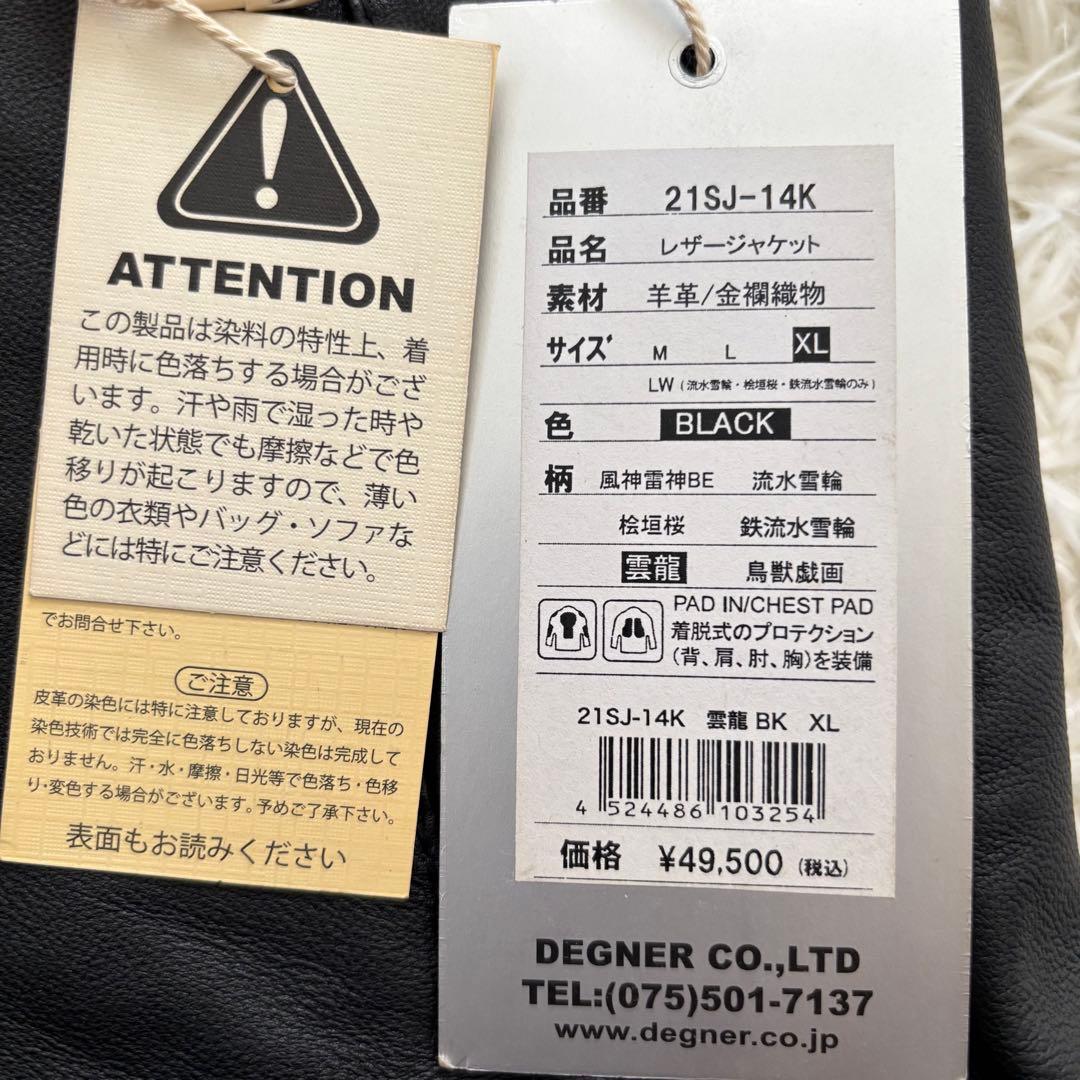 ATTENTION
この製品は染料の特性上、着
用時に色落ちする場合がござ
います。汗や雨で湿った時や
乾いた状態でも摩擦などで色
移りが起こりますので、薄い
色の衣類やバッグ・ソファな
どには特にご注意ください。
でお問合せ下さい。
ご注意
皮革の染色には特に注意しておりますが、現在の
染色技術では完全に色落ちしない染色は完成して
おりません。汗・水・摩擦・日光等で色落ち・色移
り・変色する場合がございます。予めご了承下さい。
表面もお読みください
品番 21SJ-14K
品名 レザージャケット
素材 羊革/金襴織物
サイズ M L XL
LW (流水雪輪・桧垣桜・鉄流水雪輪のみ)
色 BLACK
柄 風神雷神BE 流水雪輪
桧垣桜 鉄流水雪輪
雲龍 鳥獣戯画
PAD IN/CHEST PAD
着脱式のプロテクション
(背、肩、肘、胸)を装備
21SJ-14K 雲龍 BK XL
4 524486 103254
価格 ¥49,500 (税込)
DEGNER CO.,LTD
TEL:(075)501-7137
www.degner.co.jp